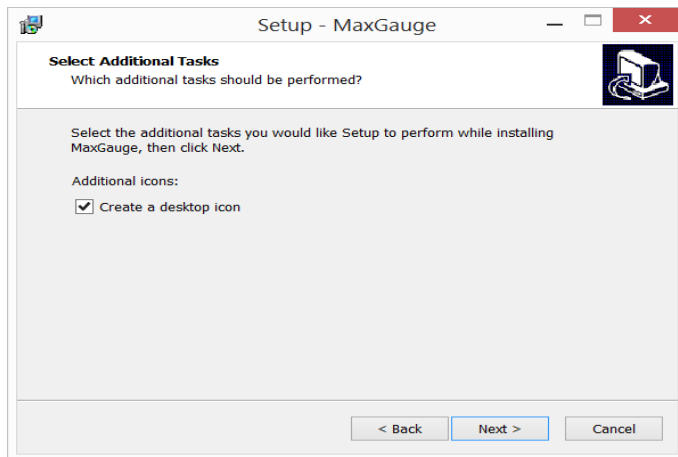 Setup - MaxGauge
Select Additional Tasks
Which additional tasks should be performed?
Select the additional tasks you would like Setup to perform while installing
MaxGauge, then click Next.
Additional icons:
Create a desktop icon
< Back
Next >
Cancel